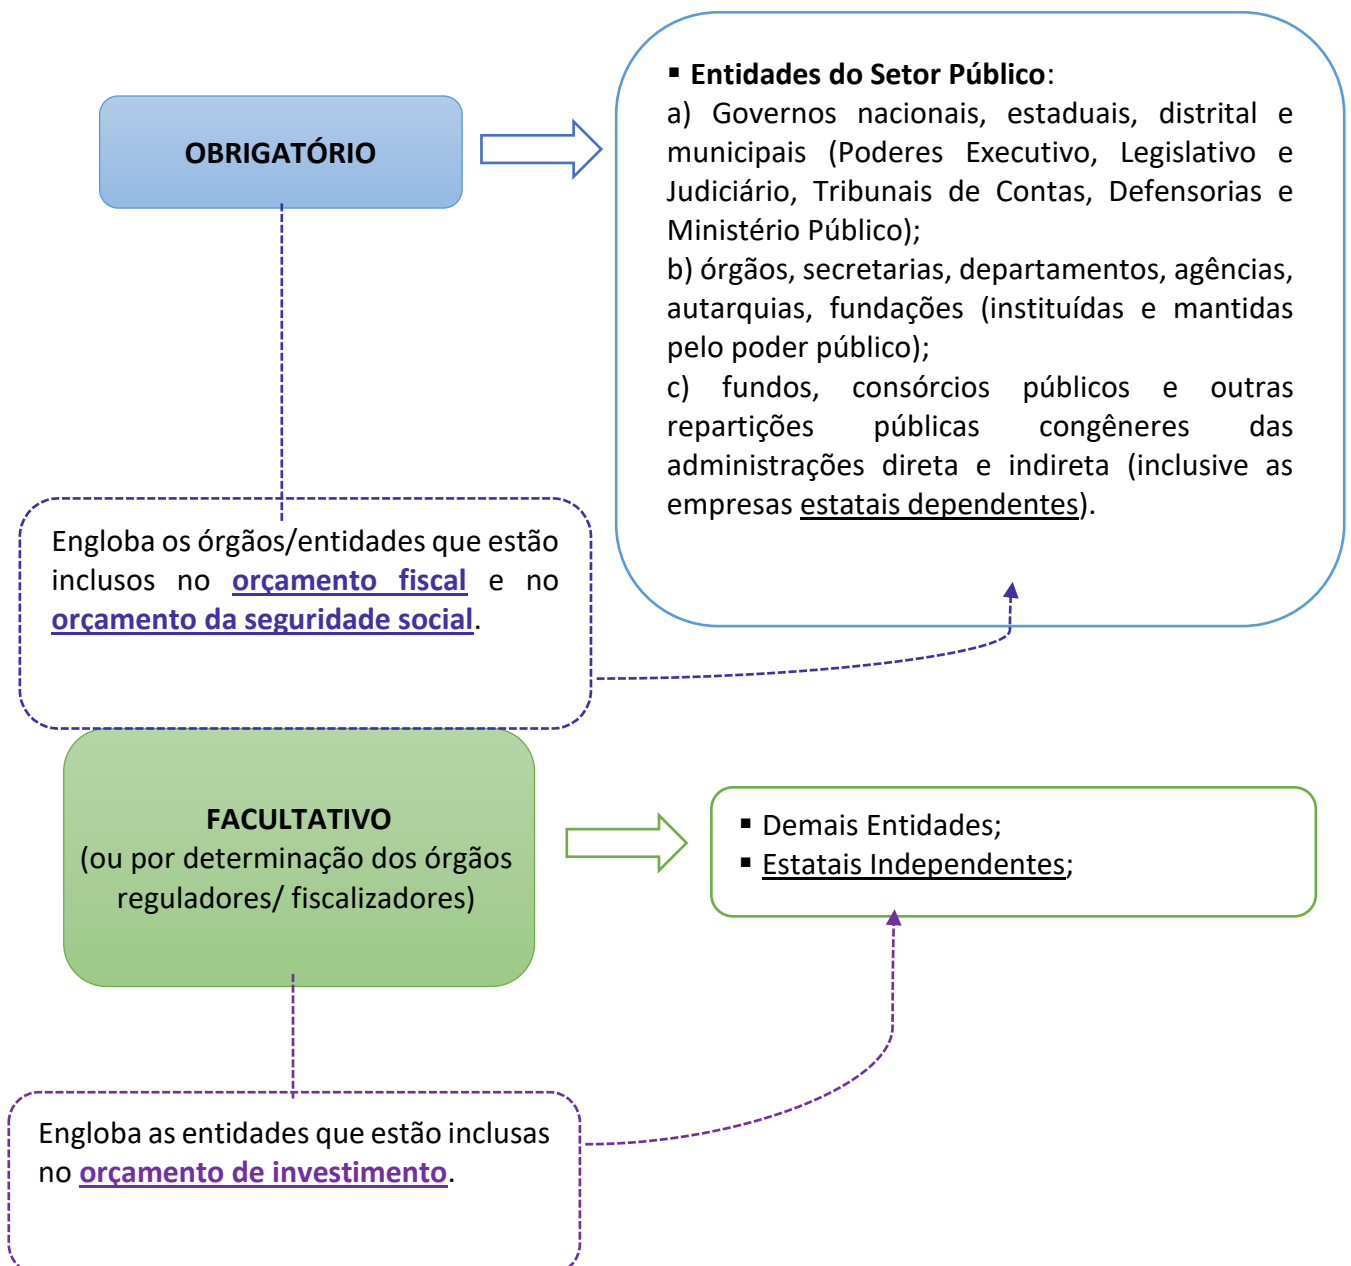 OBRIGATÓRIO
▪ Entidades do Setor Público:
a) Governos nacionais, estaduais, distrital e
municipais (Poderes Executivo, Legislativo e
Judiciário, Tribunais de Contas, Defensorias e
Ministério Público);
b) órgãos, secretarias, departamentos, agências,
autarquias, fundações (instituídas e mantidas
pelo poder público);
c) fundos, consórcios públicos e outras
repartições públicas congêneres das
administrações direta e indireta (inclusive as
empresas estatais dependentes).
Engloba os órgãos/entidades que estão
inclusos no orçamento fiscal e no
orçamento da seguridade social.
FACULTATIVO
(ou por determinação dos órgãos
reguladores/ fiscalizadores)
▪ Demais Entidades;
▪ Estatais Independentes;
Engloba as entidades que estão inclusas
no orçamento de investimento.